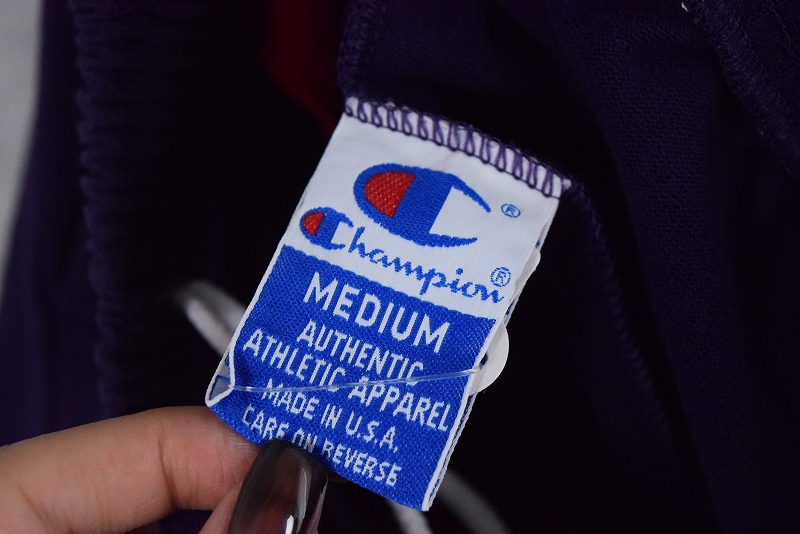 ®
Champion®
MEDIUM
AUTHENTIC
ATHLETIC APPAREL
MADE IN U.S.A.
CARE ON REVERSE